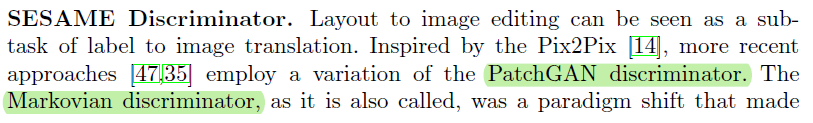 SESAME Discriminator. Layout to image editing can be seen as a sub-
task of label to image translation. Inspired by the Pix2Pix [14], more recent
approaches [47,35] employ a variation of the PatchGAN discriminator. The
Markovian discriminator, as it is also called, was a paradigm shift that made